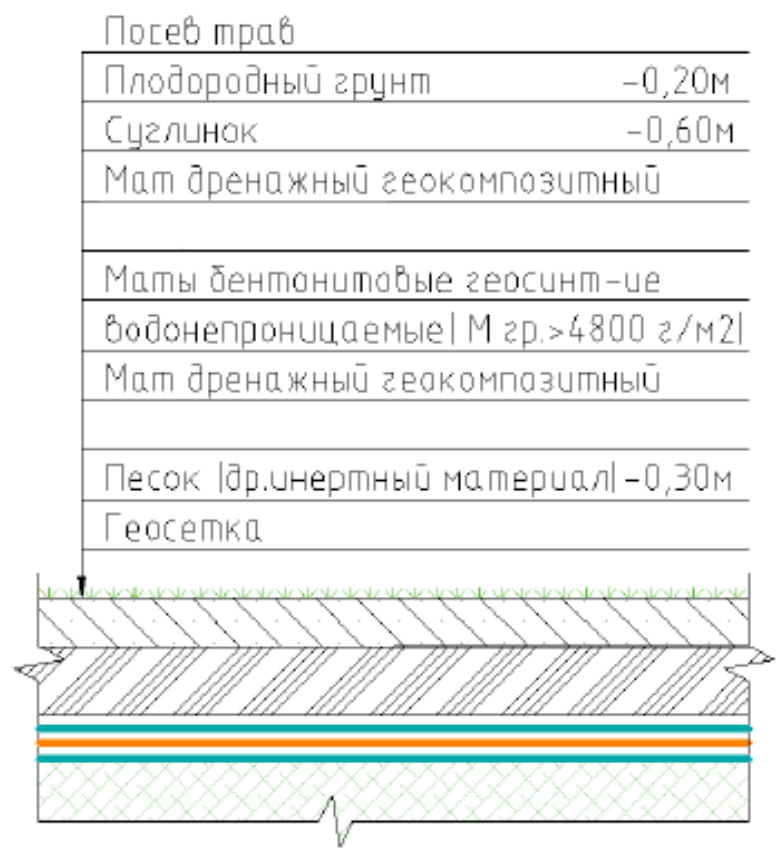 Посев трав
Плодородный грунт -0,20м
Суглинок -0,60м
Мат дренажный геокомпозитный
Маты бентонитовые геосинт-ие
водонепроницаемые|М гр.>4800 г/м2|
Мат дренажный геокомпозитный
Песок |др.инертный материал|-0,30м
Геосетка